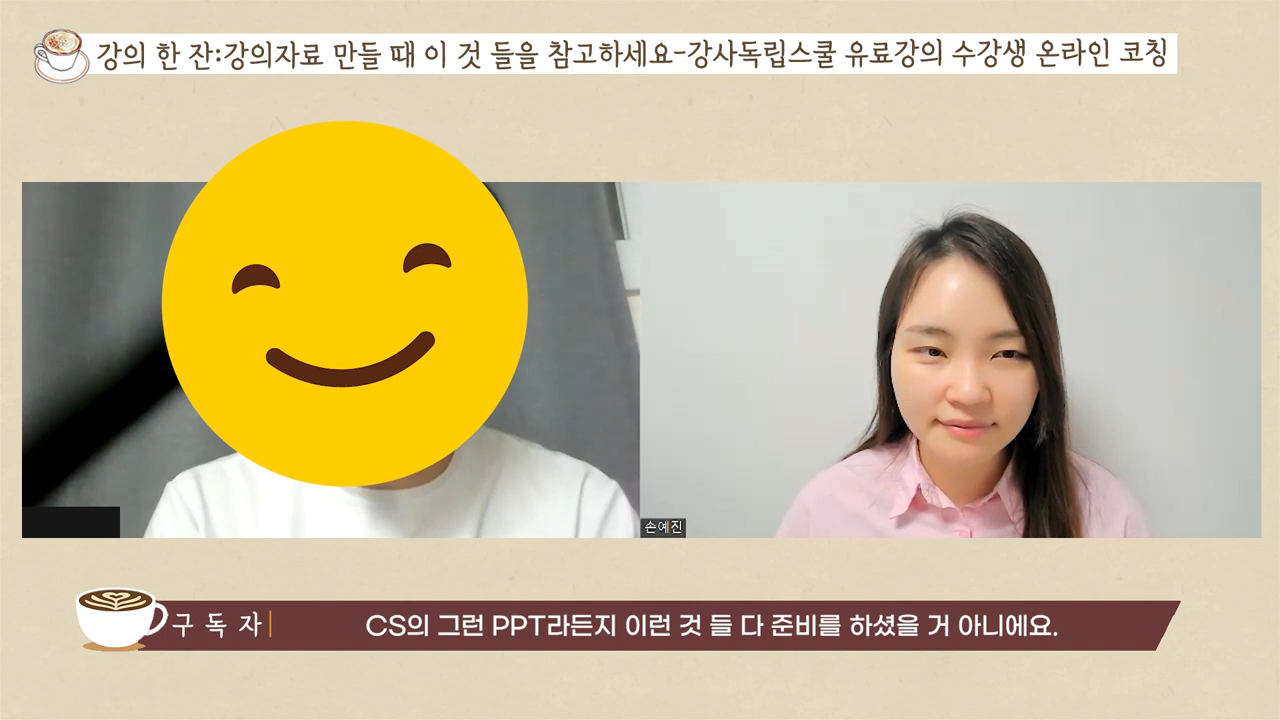 강의 한 잔:강의자료 만들 때 이 것 들을 참고하세요-강사독립스쿨 유료강의 수강생 온라인 코칭
손예진
구 독 자
CS의 그런 PPT라든지 이런 것 들 다 준비를 하셨을 거 아니에요.